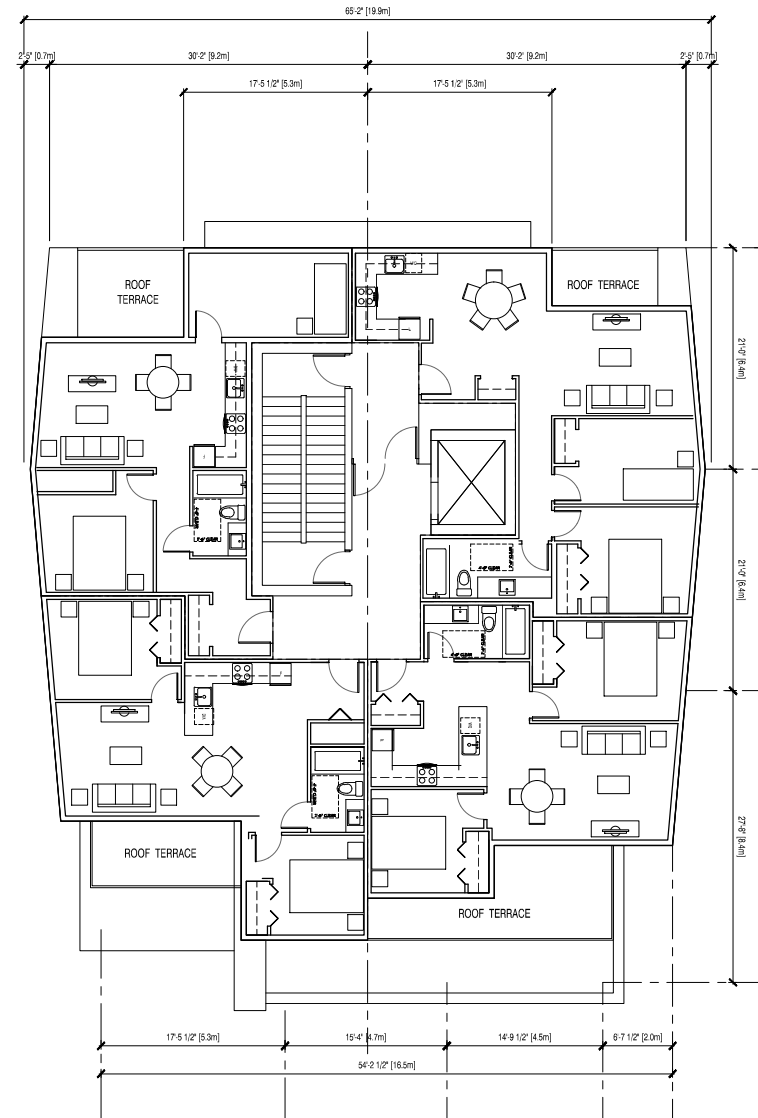 65'-2" [19.9m]
2'-5" [0.7m]
30'-2" [9.2m]
30'-2" [9.2m]
2'-5" [0.7m]
17'-5 1/2" [5.3m]
17'-5 1/2" [5.3m]
ROOF
TERRACE
ROOF TERRACE
21'-0" [6.4m]
21'-0" [6.4m]
27'-8" [8.4m]
ROOF TERRACE
ROOF TERRACE
17'-5 1/2" [5.3m]
15'-4" [4.7m]
14'-9 1/2" [4.5m]
6'-7 1/2" [2.0m]
54'-2 1/2" [16.5m]